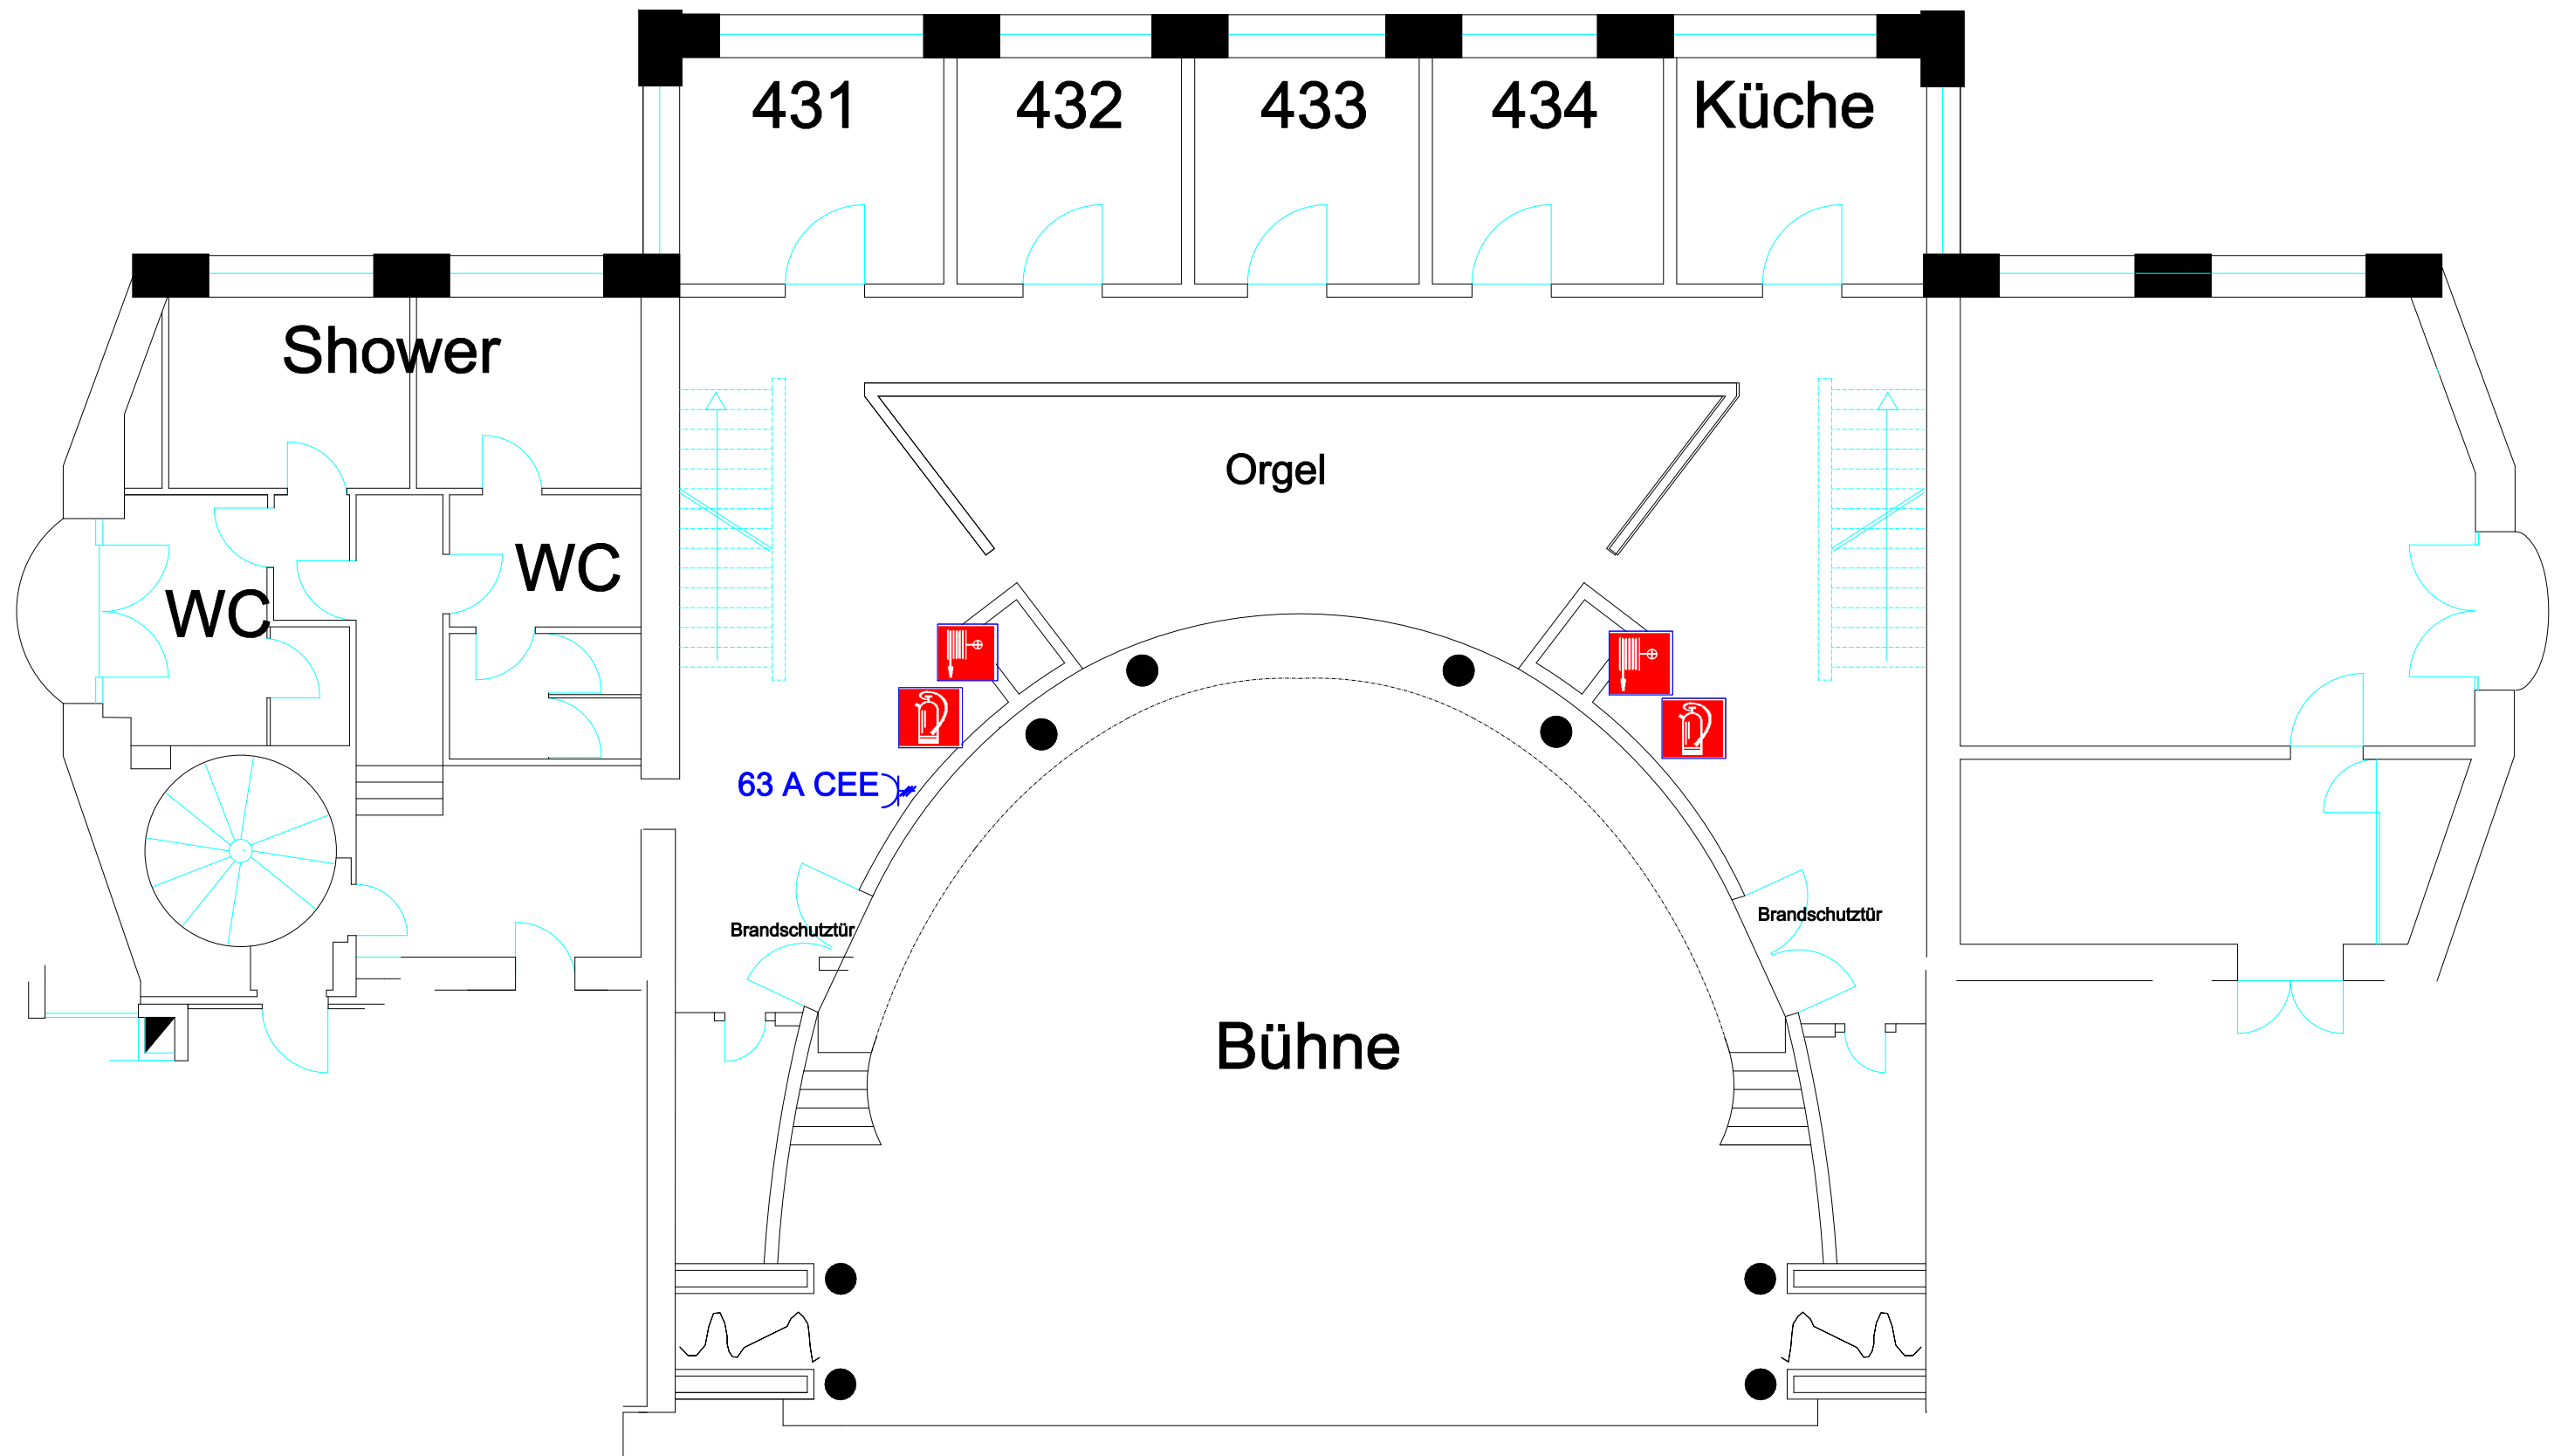 431
432
433
434
Küche
Shower
Orgel
WC
WC
63 A CEE
Brandschutztür
Brandschutztür
Bühne